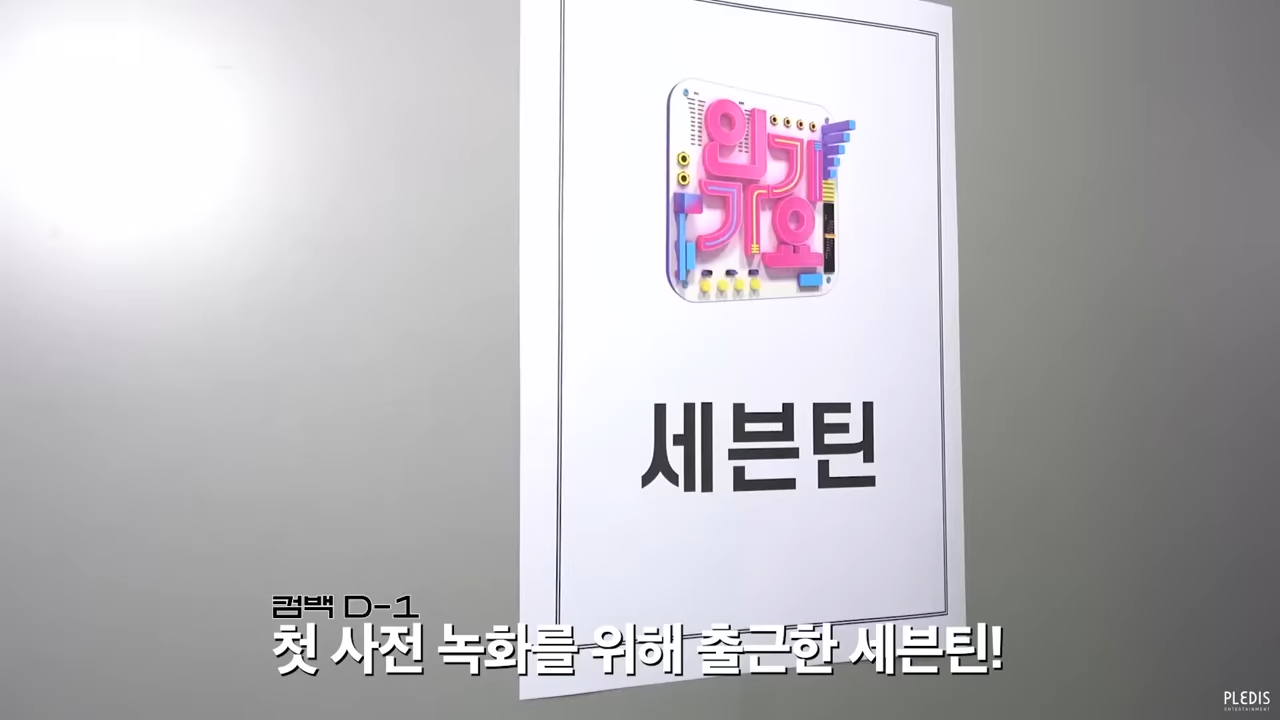 인기
가요
세븐틴
컴백 D-1
첫 사전 녹화를 위해 출근한 세븐틴!
PLEDIS
ENTERTAINMENT